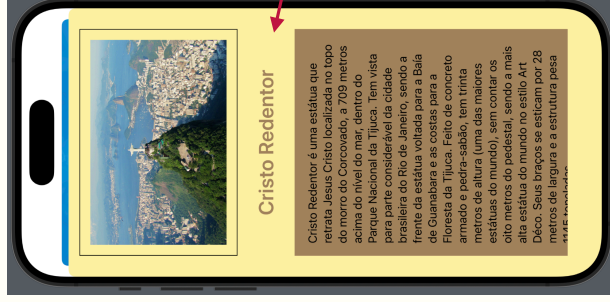 Cristo Redentor
Cristo Redentor é uma estátua que
retrata Jesus Cristo localizada no topo
do morro do Corcovado, a 709 metros
acima do nível do mar, dentro do
Parque Nacional da Tijuca. Tem vista
para parte considerável da cidade
brasileira do Rio de Janeiro, sendo a
frente da estátua voltada para a Baía
de Guanabara e as costas para a
Floresta da Tijuca. Feito de concreto
armado e pedra-sabão, tem trinta
metros de altura (uma das maiores
estátuas do mundo), sem contar os
oito metros do pedestal, sendo a mais
alta estátua do mundo no estilo Art
Déco. Seus braços se esticam por 28
metros de largura e a estrutura pesa
1145 toneladas